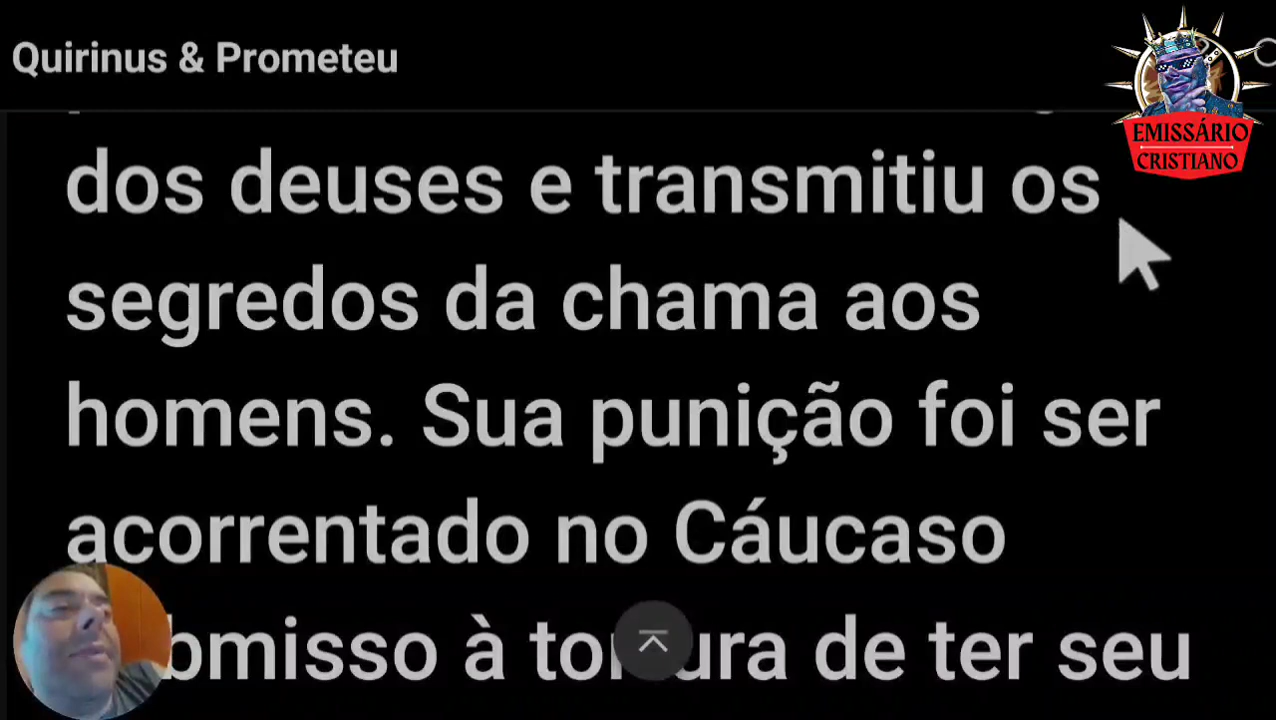 Quirinus & Prometeu
EMISSÁRIO
CRISTIANO
dos deuses e transmitiu os
segredos da chama aos
homens. Sua punição foi ser
acorrentado no Cáucaso
à de ter seu